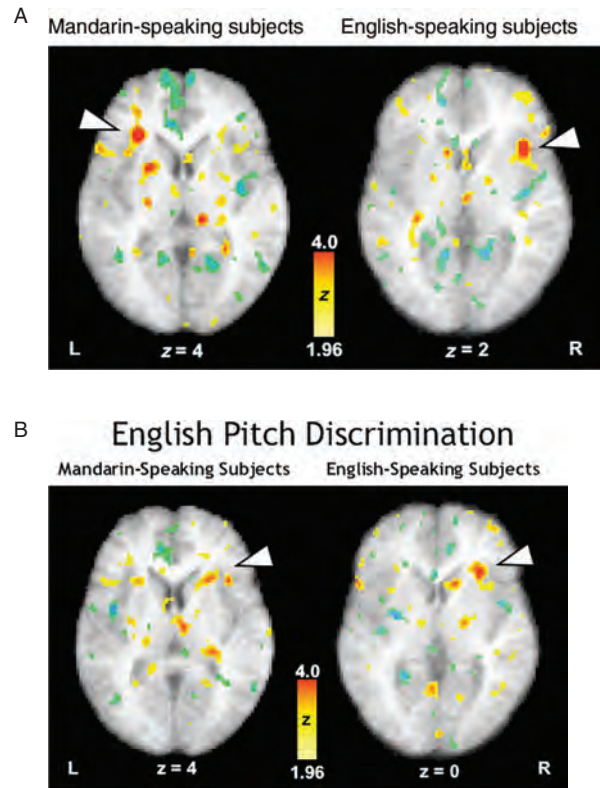 A
Mandarin-speaking subjects English-speaking subjects
4.0
z
1.96
L z = 4 z = 2 R
B
English Pitch Discrimination
Mandarin-Speaking Subjects English-Speaking Subjects
4.0
z
1.96
L z = 4 z = 0 R